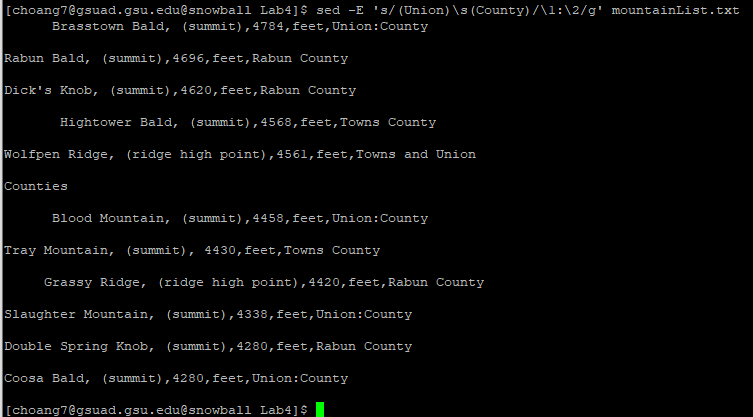 [choang7@gsuad.gsu.edu@snowball Lab4]$ sed -E 's/(Union)\s(County)/\1:\2/g' mountainList.txt
Brasstown Bald, (summit),4784,feet,Union:County
Rabun Bald, (summit),4696,feet,Rabun County
Dick's Knob, (summit),4620,feet,Rabun County
Hightower Bald, (summit),4568,feet,Towns County
Wolfpen Ridge, (ridge high point),4561,feet,Towns and Union
Counties
Blood Mountain, (summit),4458,feet,Union:County
Tray Mountain, (summit), 4430,feet,Towns County
Grassy Ridge, (ridge high point),4420,feet,Rabun County
Slaughter Mountain, (summit),4338,feet,Union:County
Double Spring Knob, (summit),4280,feet,Rabun County
Coosa Bald, (summit),4280,feet,Union:County
[choang7@gsuad.gsu.edu@snowball Lab4]$